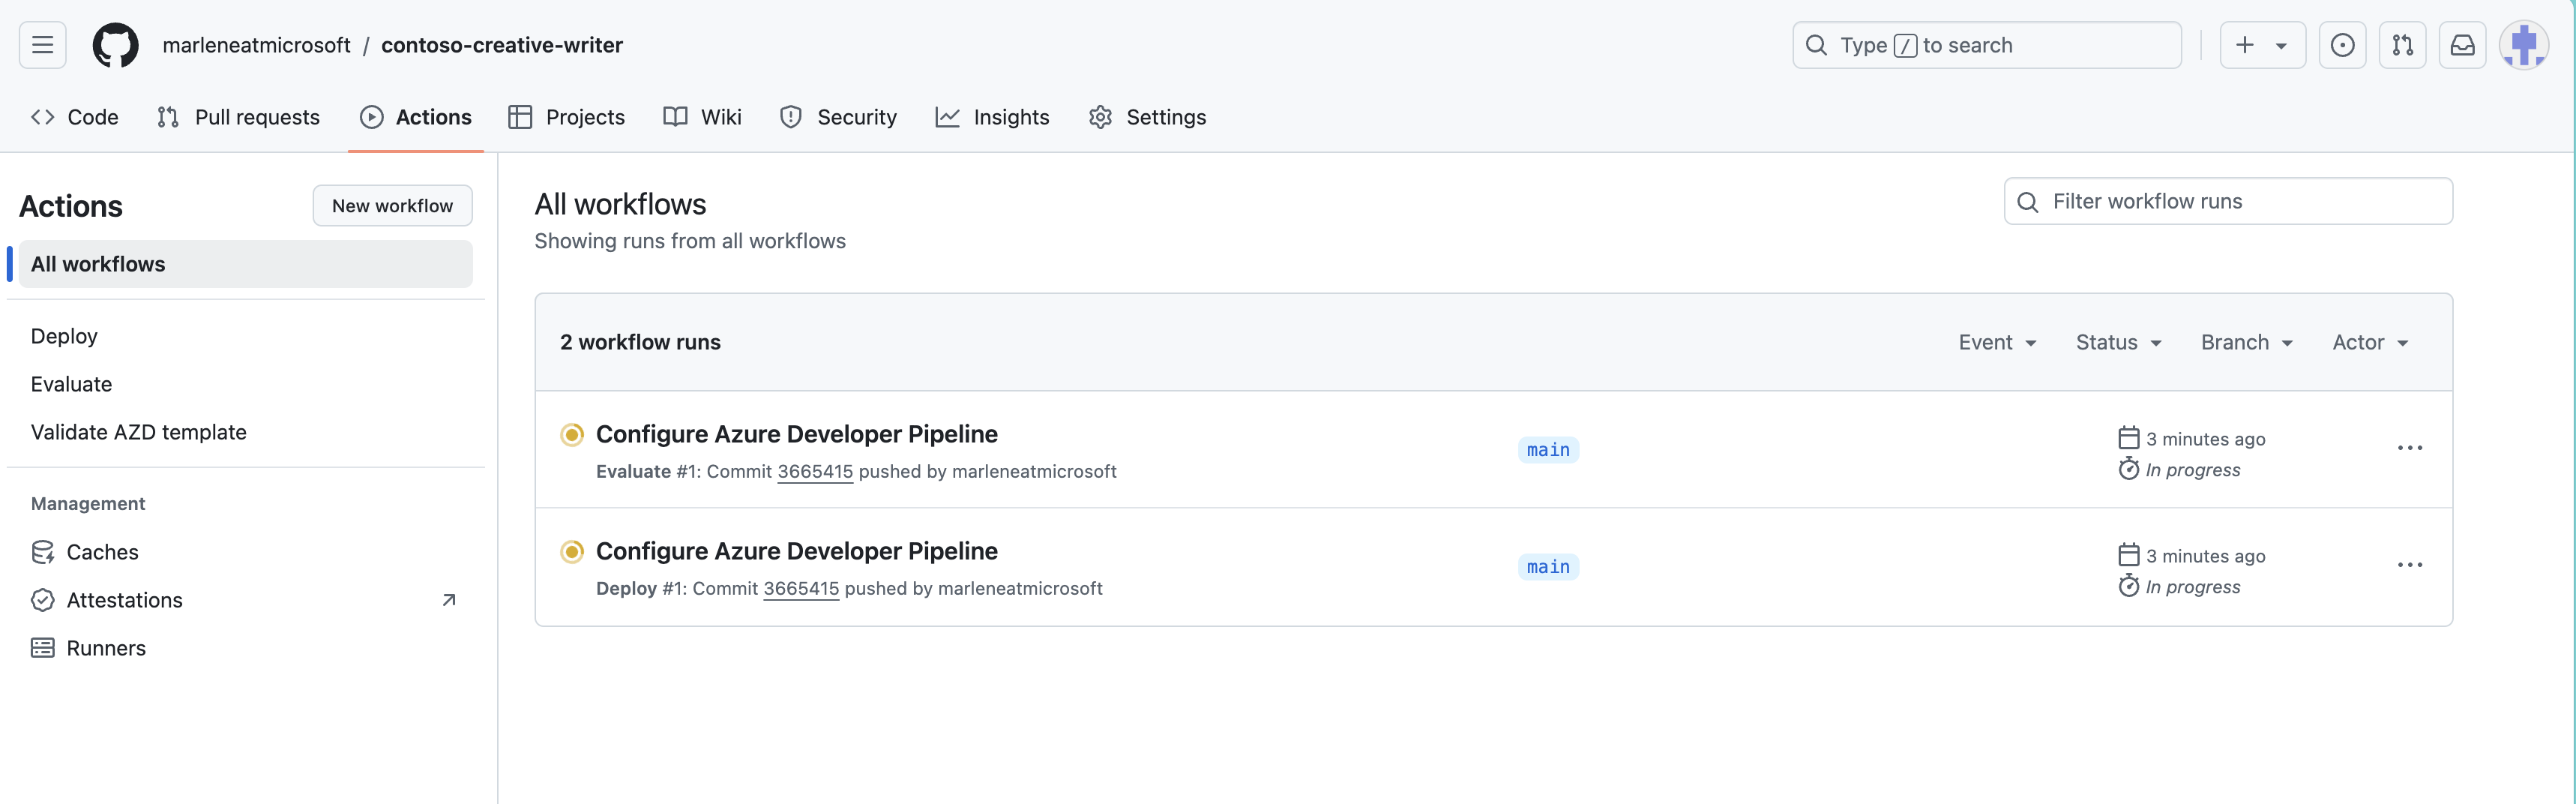 marleneatmicrosoft / contoso-creative-writer
Type / to search
Code Pull requests Actions Projects Wiki Security Insights Settings
Actions
New workflow
All workflows
Deploy
Evaluate
Validate AZD template
Management
Caches
Attestations
Runners
All workflows
Showing runs from all workflows
Filter workflow runs
2 workflow runs
Event Status Branch Actor
Configure Azure Developer Pipeline
Evaluate #1: Commit 3665415 pushed by marleneatmicrosoft
main
3 minutes ago
In progress
Configure Azure Developer Pipeline
Deploy #1: Commit 3665415 pushed by marleneatmicrosoft
main
3 minutes ago
In progress